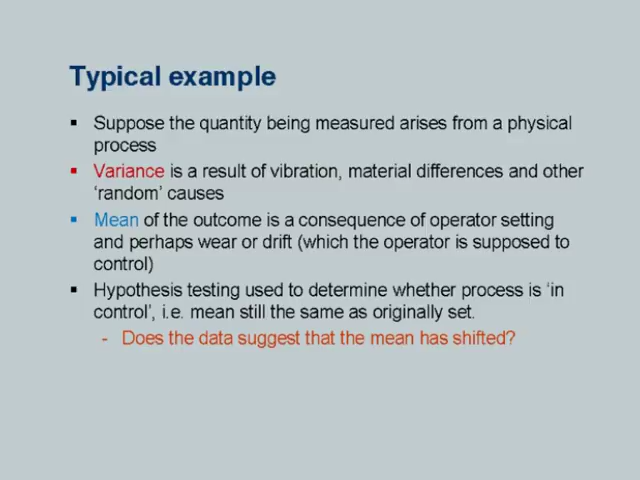 Typical example
▪ Suppose the quantity being measured arises from a physical
process
▪ Variance is a result of vibration, material differences and other
‘random’ causes
▪ Mean of the outcome is a consequence of operator setting
and perhaps wear or drift (which the operator is supposed to
control)
▪ Hypothesis testing used to determine whether process is ‘in
control’, i.e. mean still the same as originally set.
- Does the data suggest that the mean has shifted?